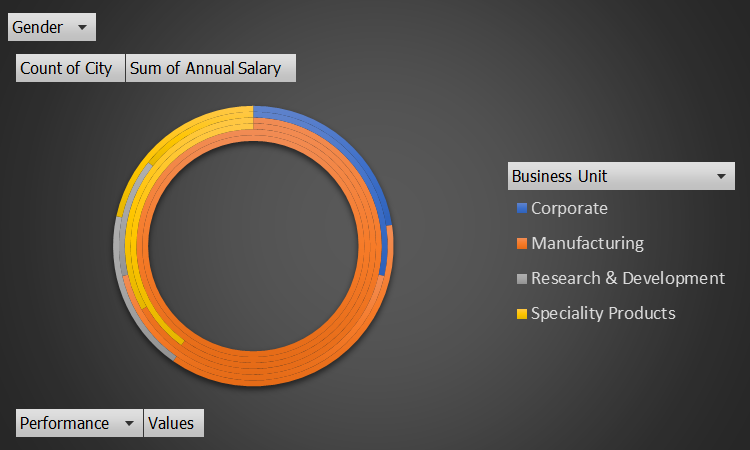 Gender
Count of City
Sum of Annual Salary
Business Unit
Corporate
Manufacturing
Research & Development
Speciality Products
Performance
Values